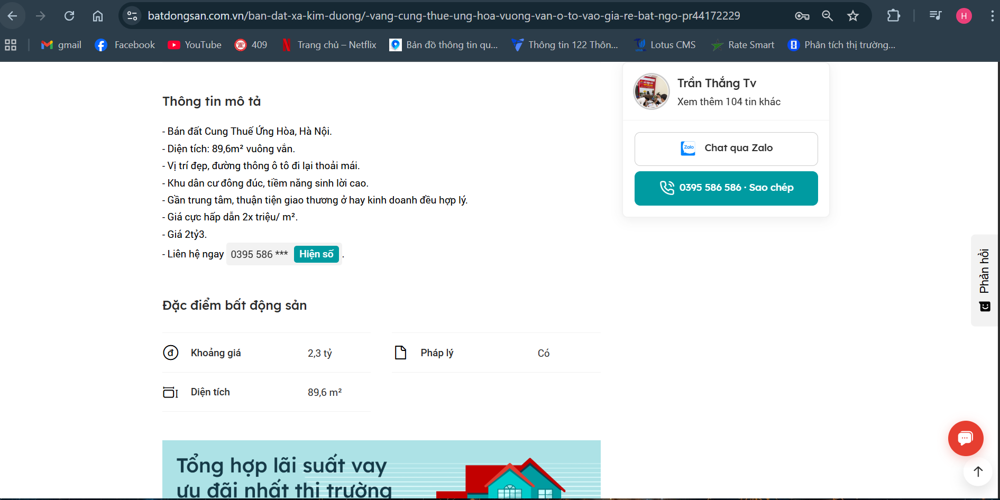 batdongsan.com.vn/ban-dat-xa-kim-duong/-vang-cung-thue-ung-hoa-vuong-van-o-to-vao-gia-re-bat-ngo-pr44172229
H
gmail
Facebook
YouTube
409
Trang chủ – Netflix
Bản đồ thông tin qu...
Thông tin 122 Thôn...
Lotus CMS
Rate Smart
Phân tích thị trường...
Thông tin mô tả
- Bán đất Cung Thuế Ứng Hòa, Hà Nội.
- Diện tích: 89,6m² vuông vắn.
- Vị trí đẹp, đường thông ô tô đi lại thoải mái.
- Khu dân cư đông đúc, tiềm năng sinh lời cao.
- Gần trung tâm, thuận tiện giao thương ở hay kinh doanh đều hợp lý.
- Giá cực hấp dẫn 2x triệu/ m².
- Giá 2tỷ3.
- Liên hệ ngay 0395 586 *** Hiện số .
Đặc điểm bất động sản
Khoảng giá 2,3 tỷ
Pháp lý Có
Diện tích 89,6 m²
Tổng hợp lãi suất vay
ưu đãi nhất thị trường
Trần Thắng Tv
Xem thêm 104 tin khác
Zalo Chat qua Zalo
0395 586 586 · Sao chép
Phản hồi